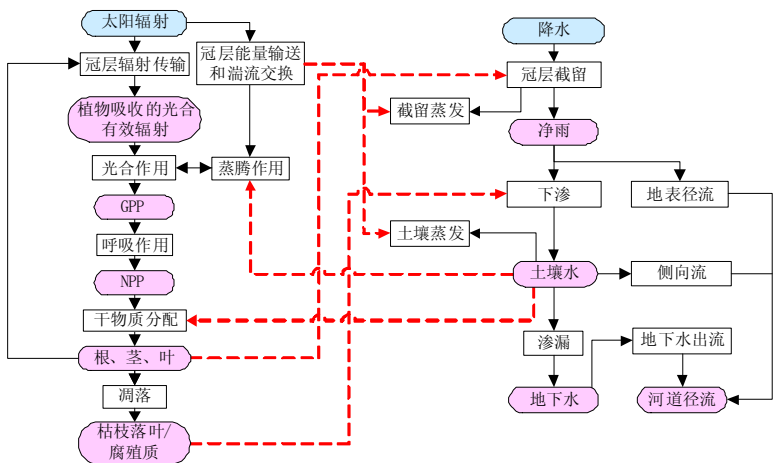 太阳辐射
冠层辐射传输
冠层能量输送
和湍流交换
植物吸收的光合
有效辐射
光合作用
蒸腾作用
GPP
呼吸作用
NPP
干物质分配
根、茎、叶
凋落
枯枝落叶/
腐殖质
降水
冠层截留
截留蒸发
净雨
下渗
地表径流
土壤蒸发
土壤水
侧向流
渗漏
地下水出流
地下水
河道径流